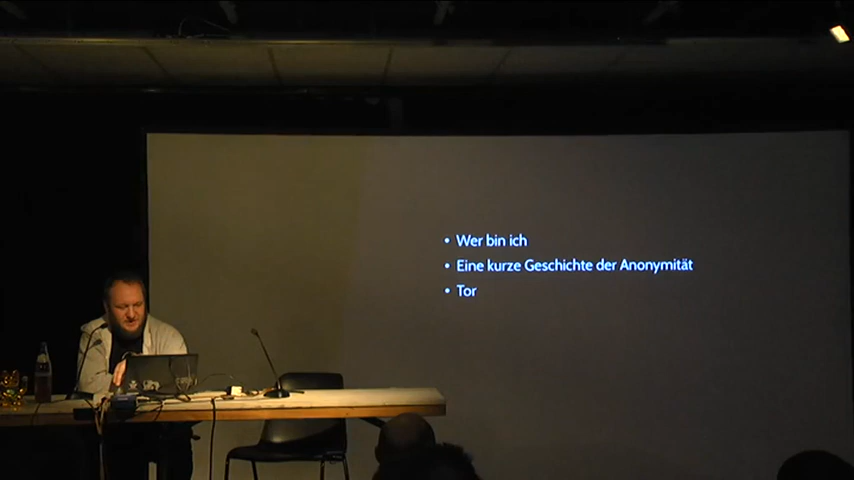 • Wer bin ich
• Eine kurze Geschichte der Anonymität
• Tor